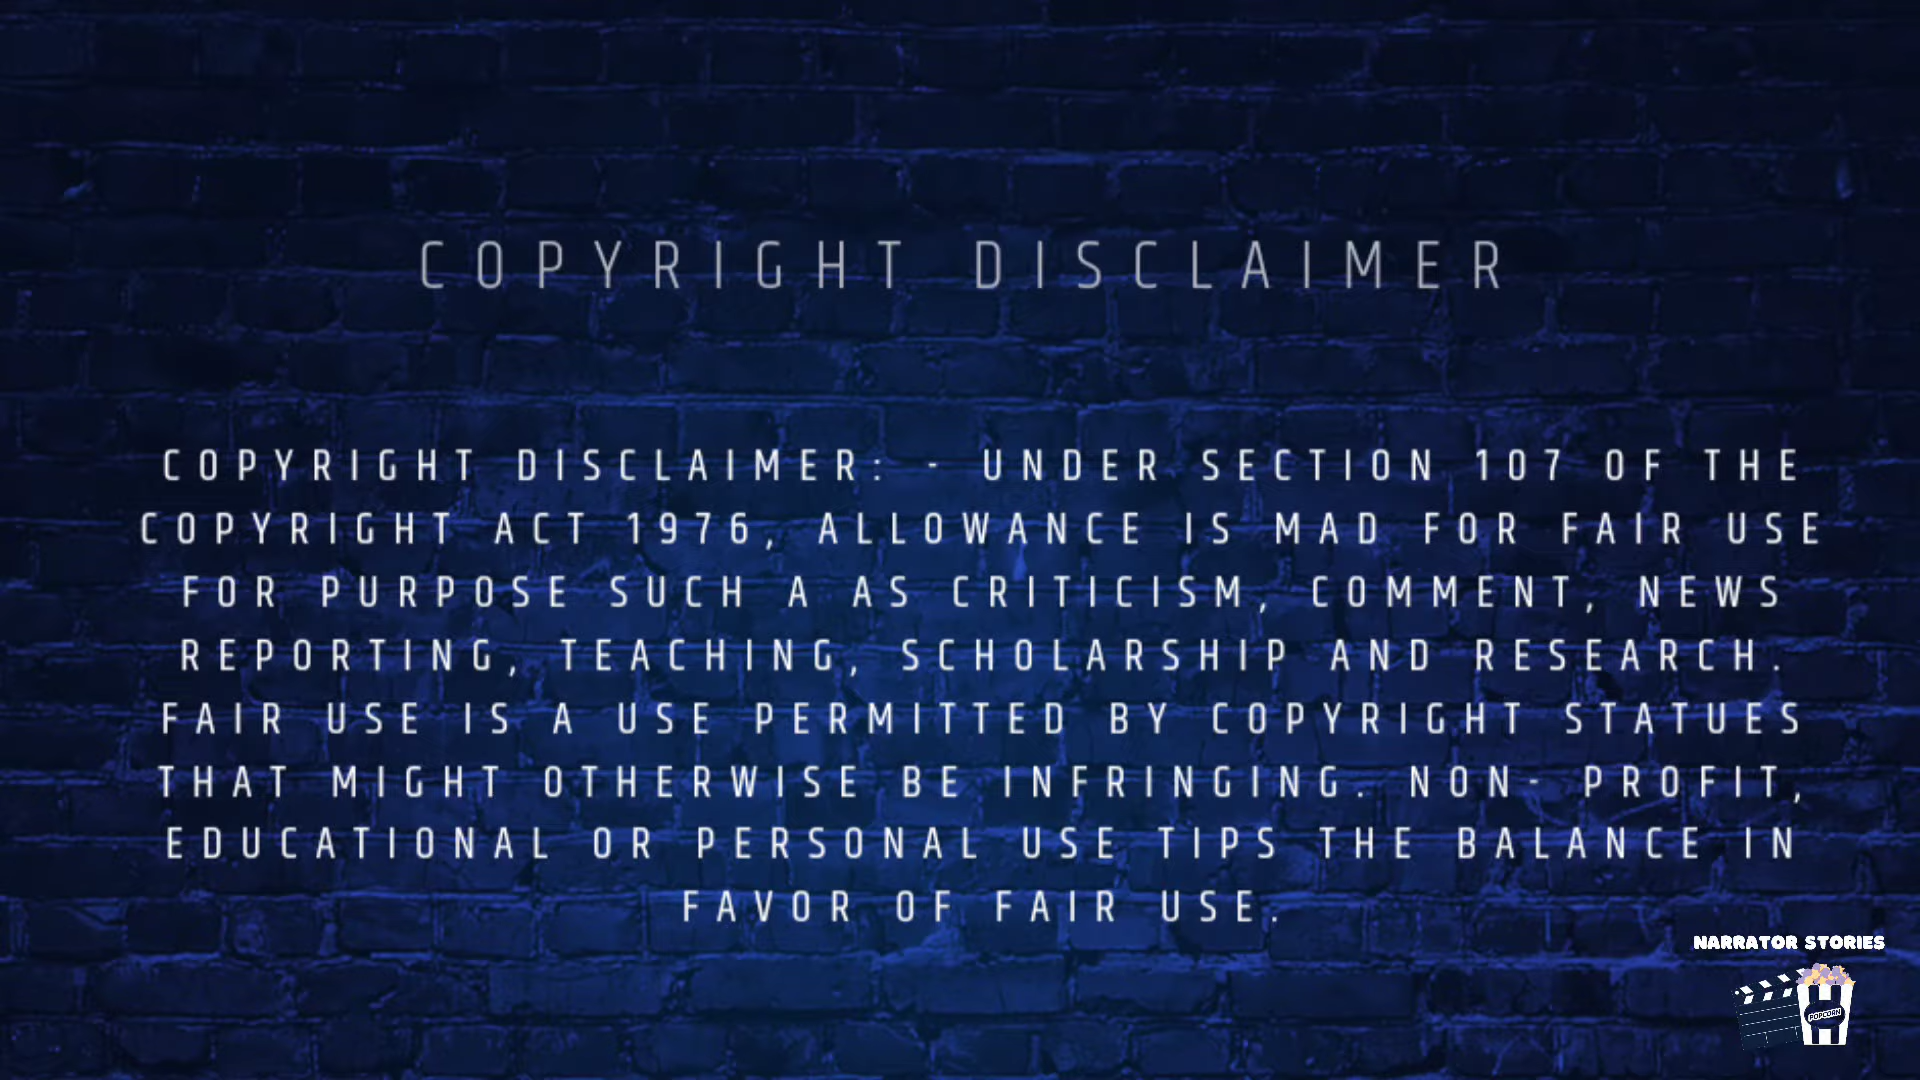 COPYRIGHT DISCLAIMER
COPYRIGHT DISCLAIMER: - UNDER SECTION 107 OF THE
COPYRIGHT ACT 1976, ALLOWANCE IS MAD FOR FAIR USE
FOR PURPOSE SUCH A AS CRITICISM, COMMENT, NEWS
REPORTING, TEACHING, SCHOLARSHIP AND RESEARCH.
FAIR USE IS A USE PERMITTED BY COPYRIGHT STATUES
THAT MIGHT OTHERWISE BE INFRINGING. NON- PROFIT,
EDUCATIONAL OR PERSONAL USE TIPS THE BALANCE IN
FAVOR OF FAIR USE.
NARRATOR STORIES
POPCORN